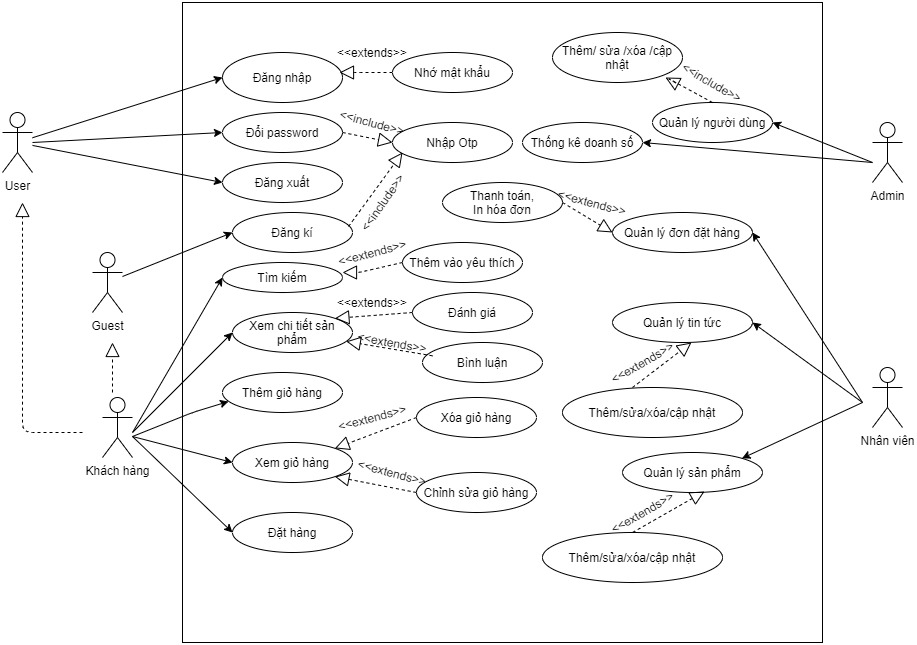 <<extends>>
Thêm/ sửa /xóa /cập
nhật
Đăng nhập
Nhớ mật khẩu
<<include>>
Quản lý người dùng
<<include>>
Đổi password
Nhập Otp
Thống kê doanh số
User
Đăng xuất
Admin
<<include>>
Thanh toán,
In hóa đơn
<<extends>>
Đăng kí
Quản lý đơn đặt hàng
<<extends>>
Tìm kiếm
Thêm vào yêu thích
Guest
<<extends>>
Xem chi tiết sản
phẩm
Đánh giá
Quản lý tin tức
<<extends>>
Bình luận
<<extends>>
Thêm giỏ hàng
Thêm/sửa/xóa/cập nhật
Khách hàng
<<extends>>
Xóa giỏ hàng
Nhân viên
Xem giỏ hàng
<<extends>>
Quản lý sản phẩm
Chỉnh sửa giỏ hàng
<<extends>>
Đặt hàng
Thêm/sửa/xóa/cập nhật